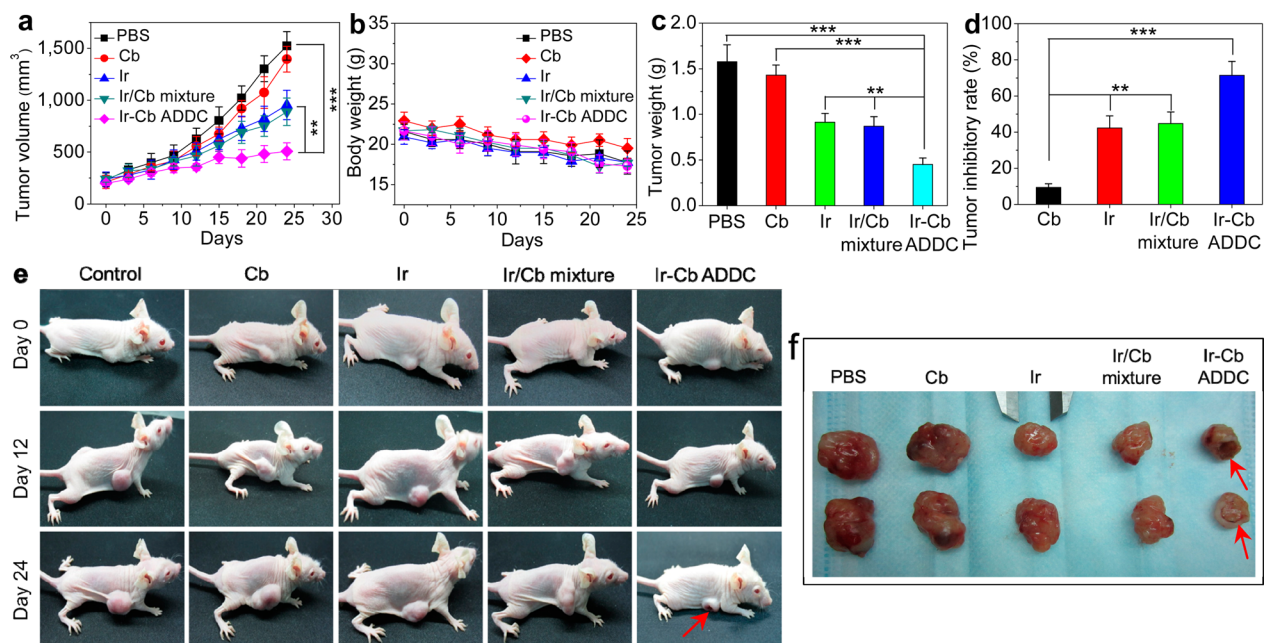 a
Tumor volume (mm³)
1,500
1,000
500
0
0 5 10 15 20 25 30
Days
PBS
Cb
Ir
Ir/Cb mixture
Ir-Cb ADDC
**
***
b
Body weight (g)
30
25
20
15
0 5 10 15 20 25
Days
PBS
Cb
Ir
Ir/Cb mixture
Ir-Cb ADDC
c
Tumor weight (g)
2.0
1.5
1.0
0.5
0.0
***
***
**
PBS Cb Ir Ir/Cb Ir-Cb
mixture ADDC
d
Tumor inhibitory rate (%)
100
80
60
40
20
0
***
**
Cb Ir Ir/Cb Ir-Cb
mixture ADDC
e
Control Cb Ir Ir/Cb mixture Ir-Cb ADDC
Day 0
Day 12
Day 24
f
PBS Cb Ir Ir/Cb Ir-Cb
mixture ADDC